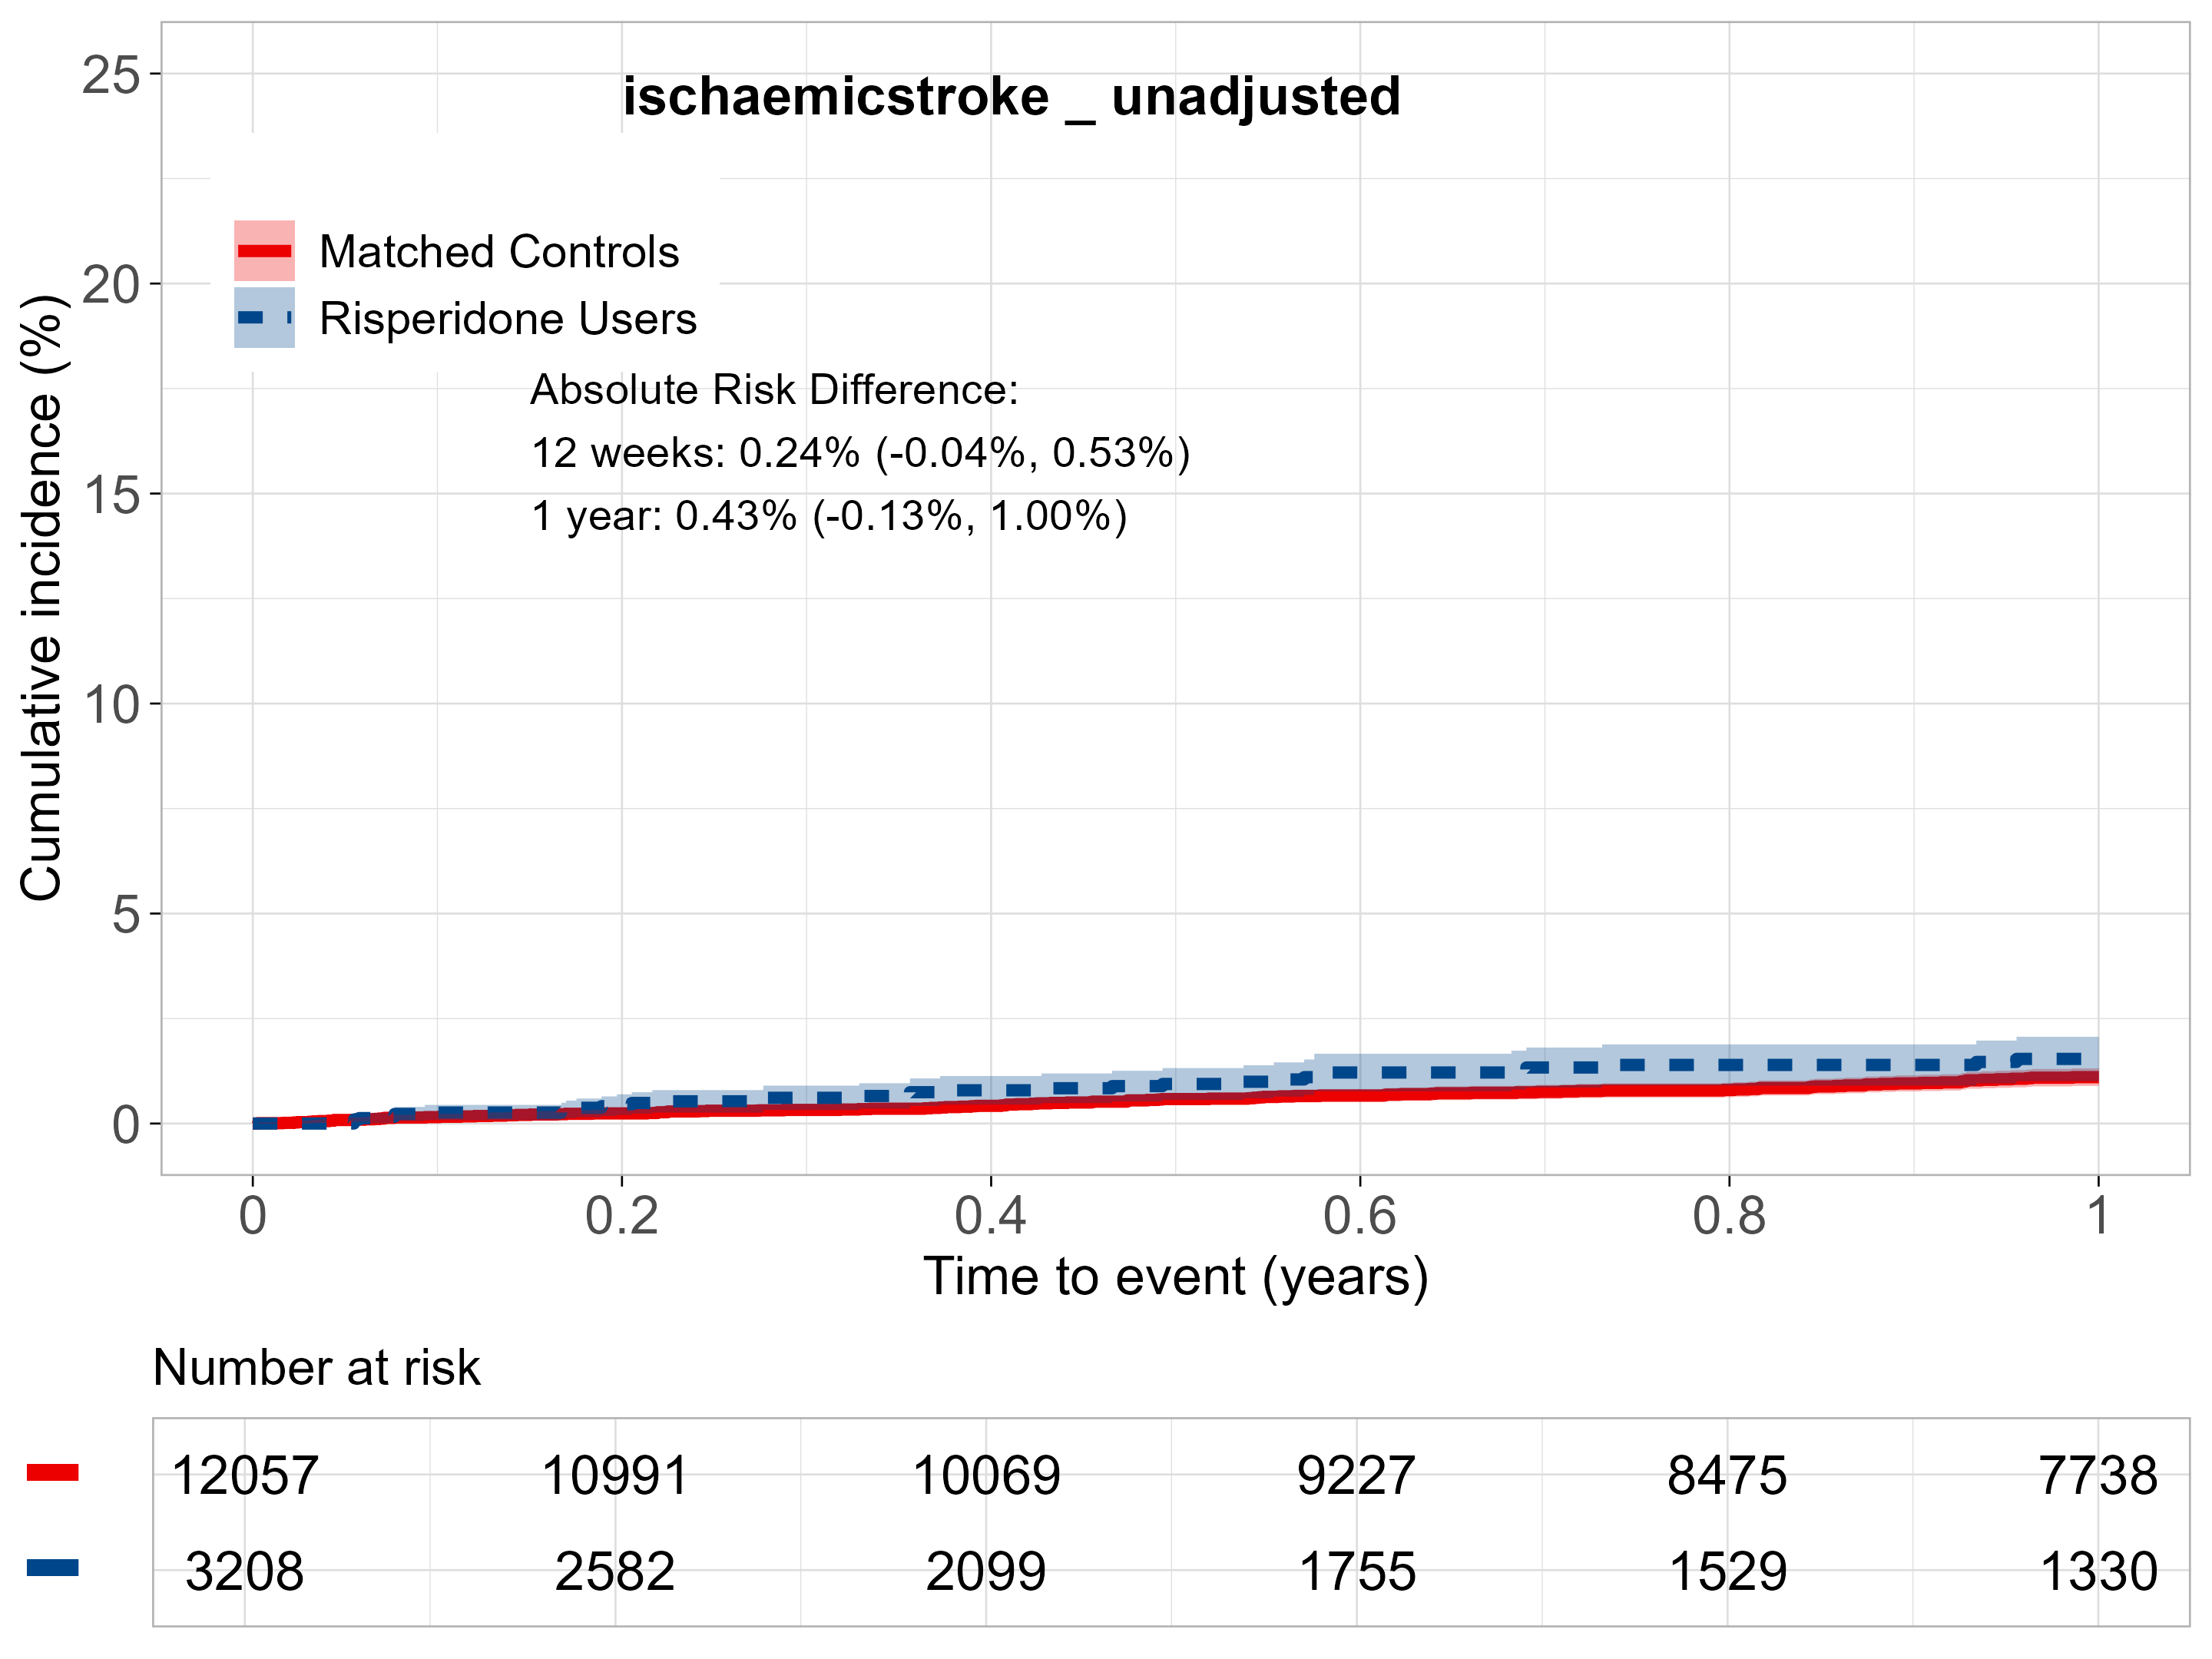 ischaemicstroke _ unadjusted
Matched Controls
Risperidone Users
Absolute Risk Difference:
12 weeks: 0.24% (-0.04%, 0.53%)
1 year: 0.43% (-0.13%, 1.00%)
Cumulative incidence (%)
25
20
15
10
5
0
0 0.2 0.4 0.6 0.8 1
Time to event (years)
Number at risk
12057 10991 10069 9227 8475 7738
3208 2582 2099 1755 1529 1330